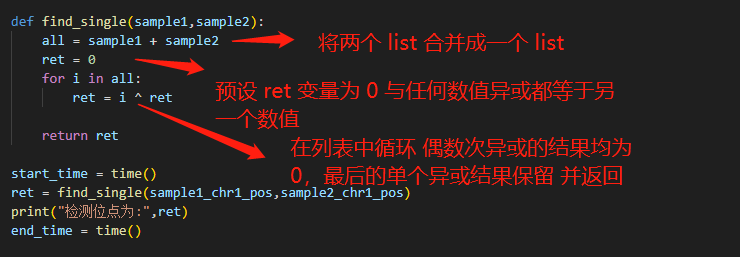 def find_single(sample1,sample2):
all = sample1 + sample2
将两个 list 合并成一个 list
ret = 0
for i in all:
ret = i ^ ret
预设 ret 变量为 0 与任何数值异或都等于另
一个数值
return ret
在列表中循环 偶数次异或的结果均为
0，最后的单个异或结果保留 并返回
start_time = time()
ret = find_single(sample1_chr1_pos,sample2_chr1_pos)
print("检测位点为:",ret)
end_time = time()